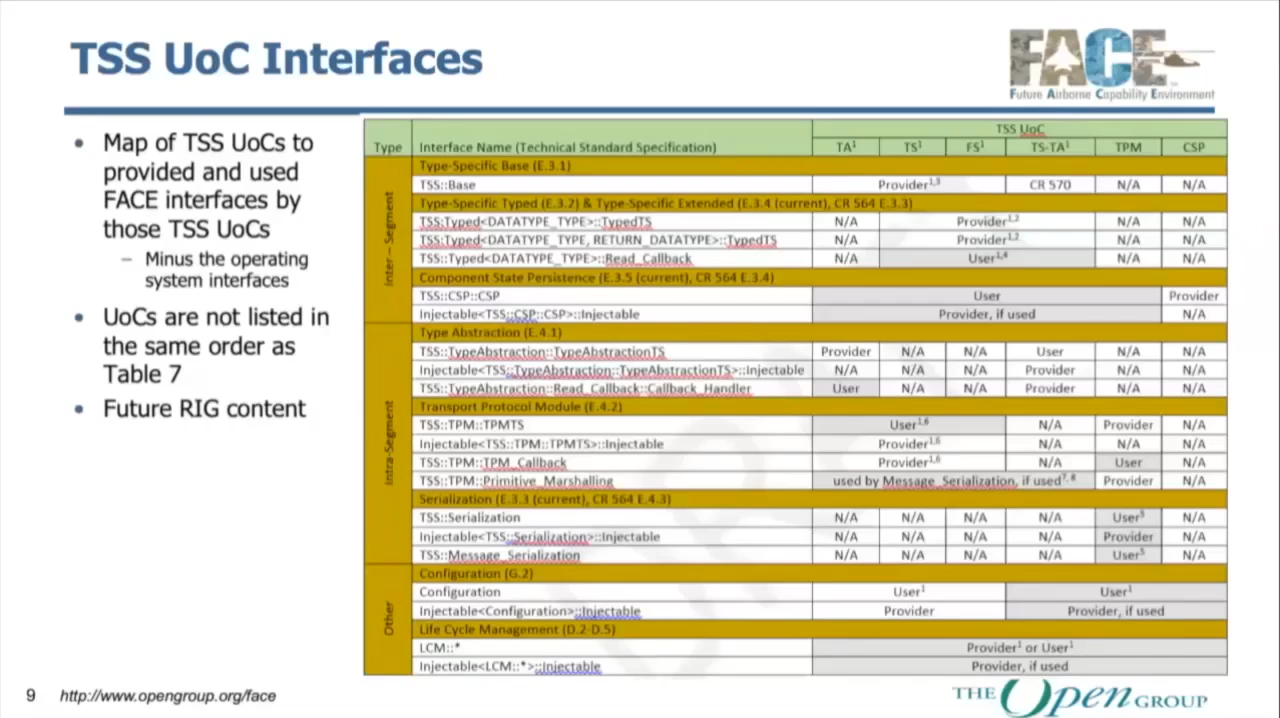 TSS UoC Interfaces
FACE
Future Airborne Capability Environment
• Map of TSS UoCs to
provided and used
FACE interfaces by
those TSS UoCs
– Minus the operating
system interfaces
• UoCs are not listed in
the same order as
Table 7
• Future RIG content
TSS UoC
Type Interface Name (Technical Standard Specification) TA¹ TS¹ FS¹ TS-TA¹ TPM CSP
Inter – Segment
Type-Specific Base (E.3.1)
TSS::Base Provider¹,³ CR 570 N/A N/A
Type-Specific Typed (E.3.2) & Type-Specific Extended (E.3.4 (current), CR 564 E.3.3)
TSS:Typed<DATATYPE_TYPE>::TypedTS N/A Provider¹,² N/A N/A
TSS:Typed<DATATYPE_TYPE, RETURN_DATATYPE>::TypedTS N/A Provider¹,² N/A N/A
TSS::Typed<DATATYPE_TYPE>::Read_Callback N/A User¹,⁴ N/A N/A
Component State Persistence (E.3.5 (current), CR 564 E.3.4)
TSS::CSP::CSP User Provider
Injectable<TSS::CSP::CSP>::Injectable Provider, if used N/A
Intra-Segment
Type Abstraction (E.4.1)
TSS::TypeAbstraction::TypeAbstractionTS Provider N/A N/A User N/A N/A
Injectable<TSS::TypeAbstraction::TypeAbstractionTS>::Injectable N/A N/A N/A Provider N/A N/A
TSS::TypeAbstraction::Read_Callback::Callback_Handler User N/A N/A Provider N/A N/A
Transport Protocol Module (E.4.2)
TSS::TPM::TPMTS User¹,⁶ N/A Provider N/A
Injectable<TSS::TPM::TPMTS>::Injectable Provider¹,⁶ N/A N/A N/A
TSS::TPM::TPM_Callback Provider¹,⁶ N/A User N/A
TSS::TPM::Primitive_Marshalling used by Message_Serialization, if used⁷,⁸ Provider N/A
Serialization (E.3.3 (current), CR 564 E.4.3)
TSS::Serialization N/A N/A N/A N/A User⁵ N/A
Injectable<TSS::Serialization>::Injectable N/A N/A N/A N/A Provider N/A
TSS::Message_Serialization N/A N/A N/A N/A User⁵ N/A
Other
Configuration (G.2)
Configuration User¹ User¹
Injectable<Configuration>::Injectable Provider Provider, if used
Life Cycle Management (D.2-D.5)
LCM::* Provider¹ or User¹
Injectable<LCM::*>::Injectable Provider, if used
9 http://www.opengroup.org/face
THE Open GROUP